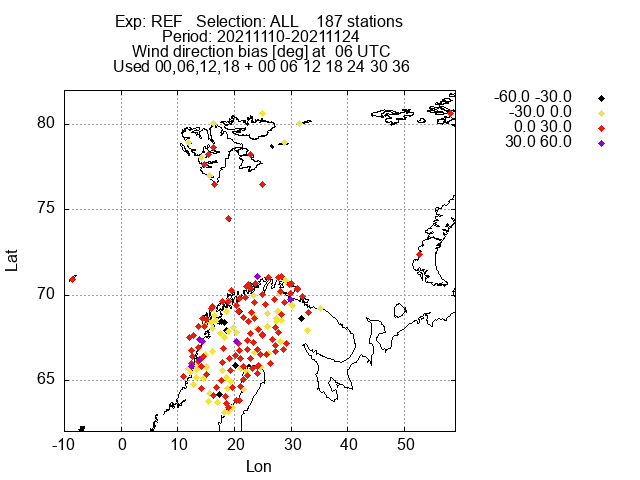 Exp: REF   Selection: ALL    187 stations
Period: 20211110-20211124
Wind direction bias [deg] at  06 UTC
Used 00,06,12,18 + 00 06 12 18 24 30 36
-60.0 -30.0
-30.0 0.0
0.0 30.0
30.0 60.0
80
75
70
65
Lat
-10 0 10 20 30 40 50
Lon